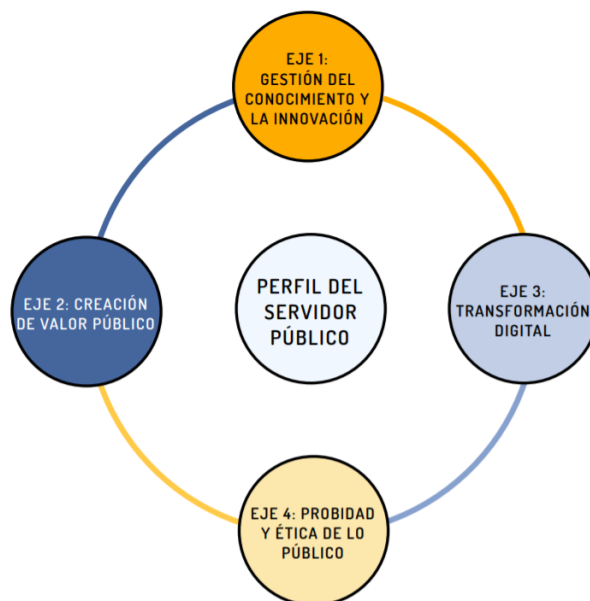 EJE 1:
GESTIÓN DEL
CONOCIMIENTO Y
LA INNOVACIÓN
EJE 2: CREACIÓN
DE VALOR PÚBLICO
PERFIL DEL
SERVIDOR
PÚBLICO
EJE 3:
TRANSFORMACIÓN
DIGITAL
EJE 4: PROBIDAD
Y ÉTICA DE LO
PÚBLICO